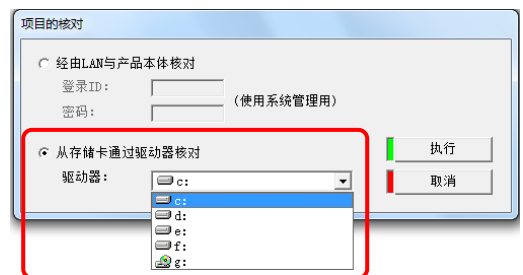 项目的核对
经由LAN与产品本体核对
登录ID:
密码:
(使用系统管理用)
从存储卡通过驱动器核对
驱动器:
c:
c:
d:
e:
f:
g:
执行
取消